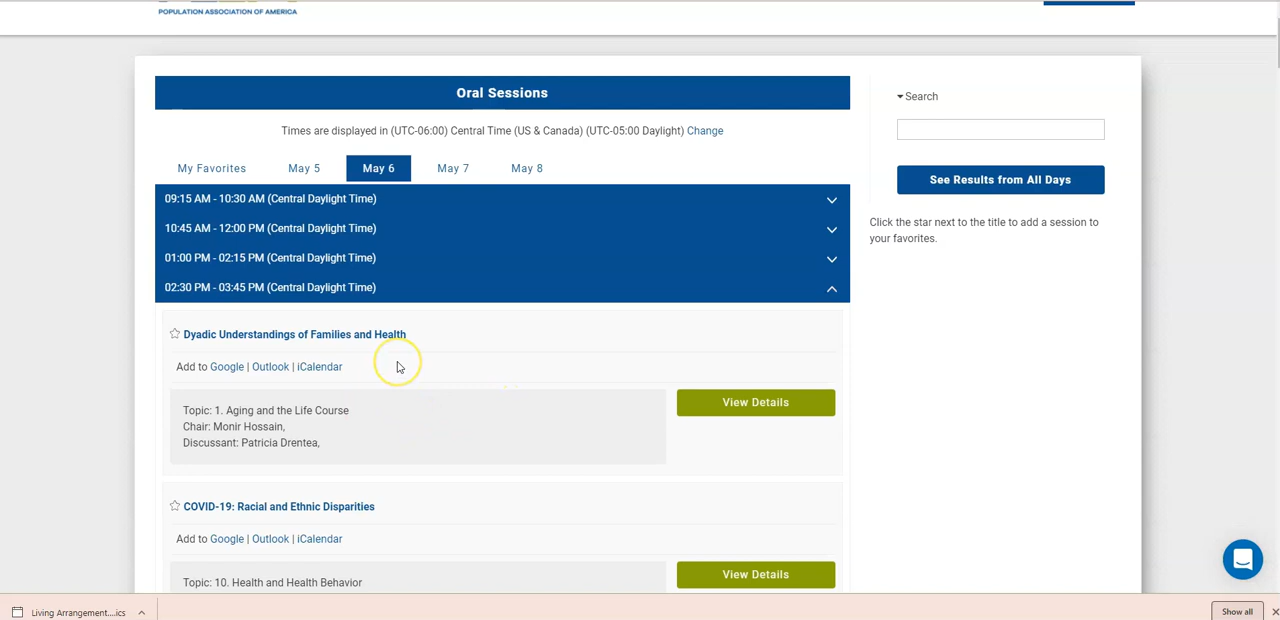 POPULATION ASSOCIATION OF AMERICA
Oral Sessions
Times are displayed in (UTC-06:00) Central Time (US & Canada) (UTC-05:00 Daylight) Change
My Favorites May 5 May 6 May 7 May 8
09:15 AM - 10:30 AM (Central Daylight Time)
10:45 AM - 12:00 PM (Central Daylight Time)
01:00 PM - 02:15 PM (Central Daylight Time)
02:30 PM - 03:45 PM (Central Daylight Time)
Dyadic Understandings of Families and Health
Add to Google | Outlook | iCalendar
Topic: 1. Aging and the Life Course
Chair: Monir Hossain,
Discussant: Patricia Drentea,
View Details
COVID-19: Racial and Ethnic Disparities
Add to Google | Outlook | iCalendar
Topic: 10. Health and Health Behavior
View Details
Search
See Results from All Days
Click the star next to the title to add a session to
your favorites.
Living Arrangement....ics
Show all